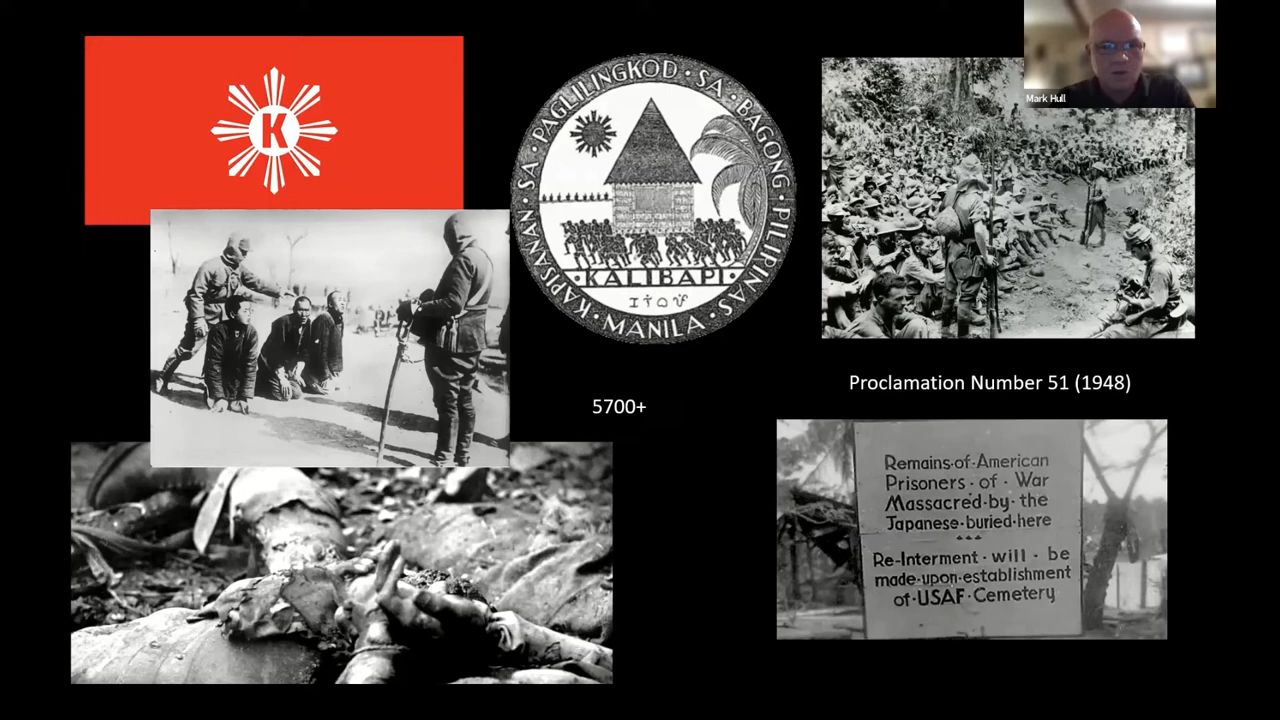 K
KAPISANAN · SA · PAGLILINGKOD · SA · BAGONG · PILIPINAS
· KALIBAPI ·
· MANILA ·
Mark Hull
Proclamation Number 51 (1948)
5700+
Remains·of·American
Prisoners·of·War
Massacred·by·the
Japanese·buried·here
Re-Interment·will·be
made·upon·establishment
of·USAF·Cemetery